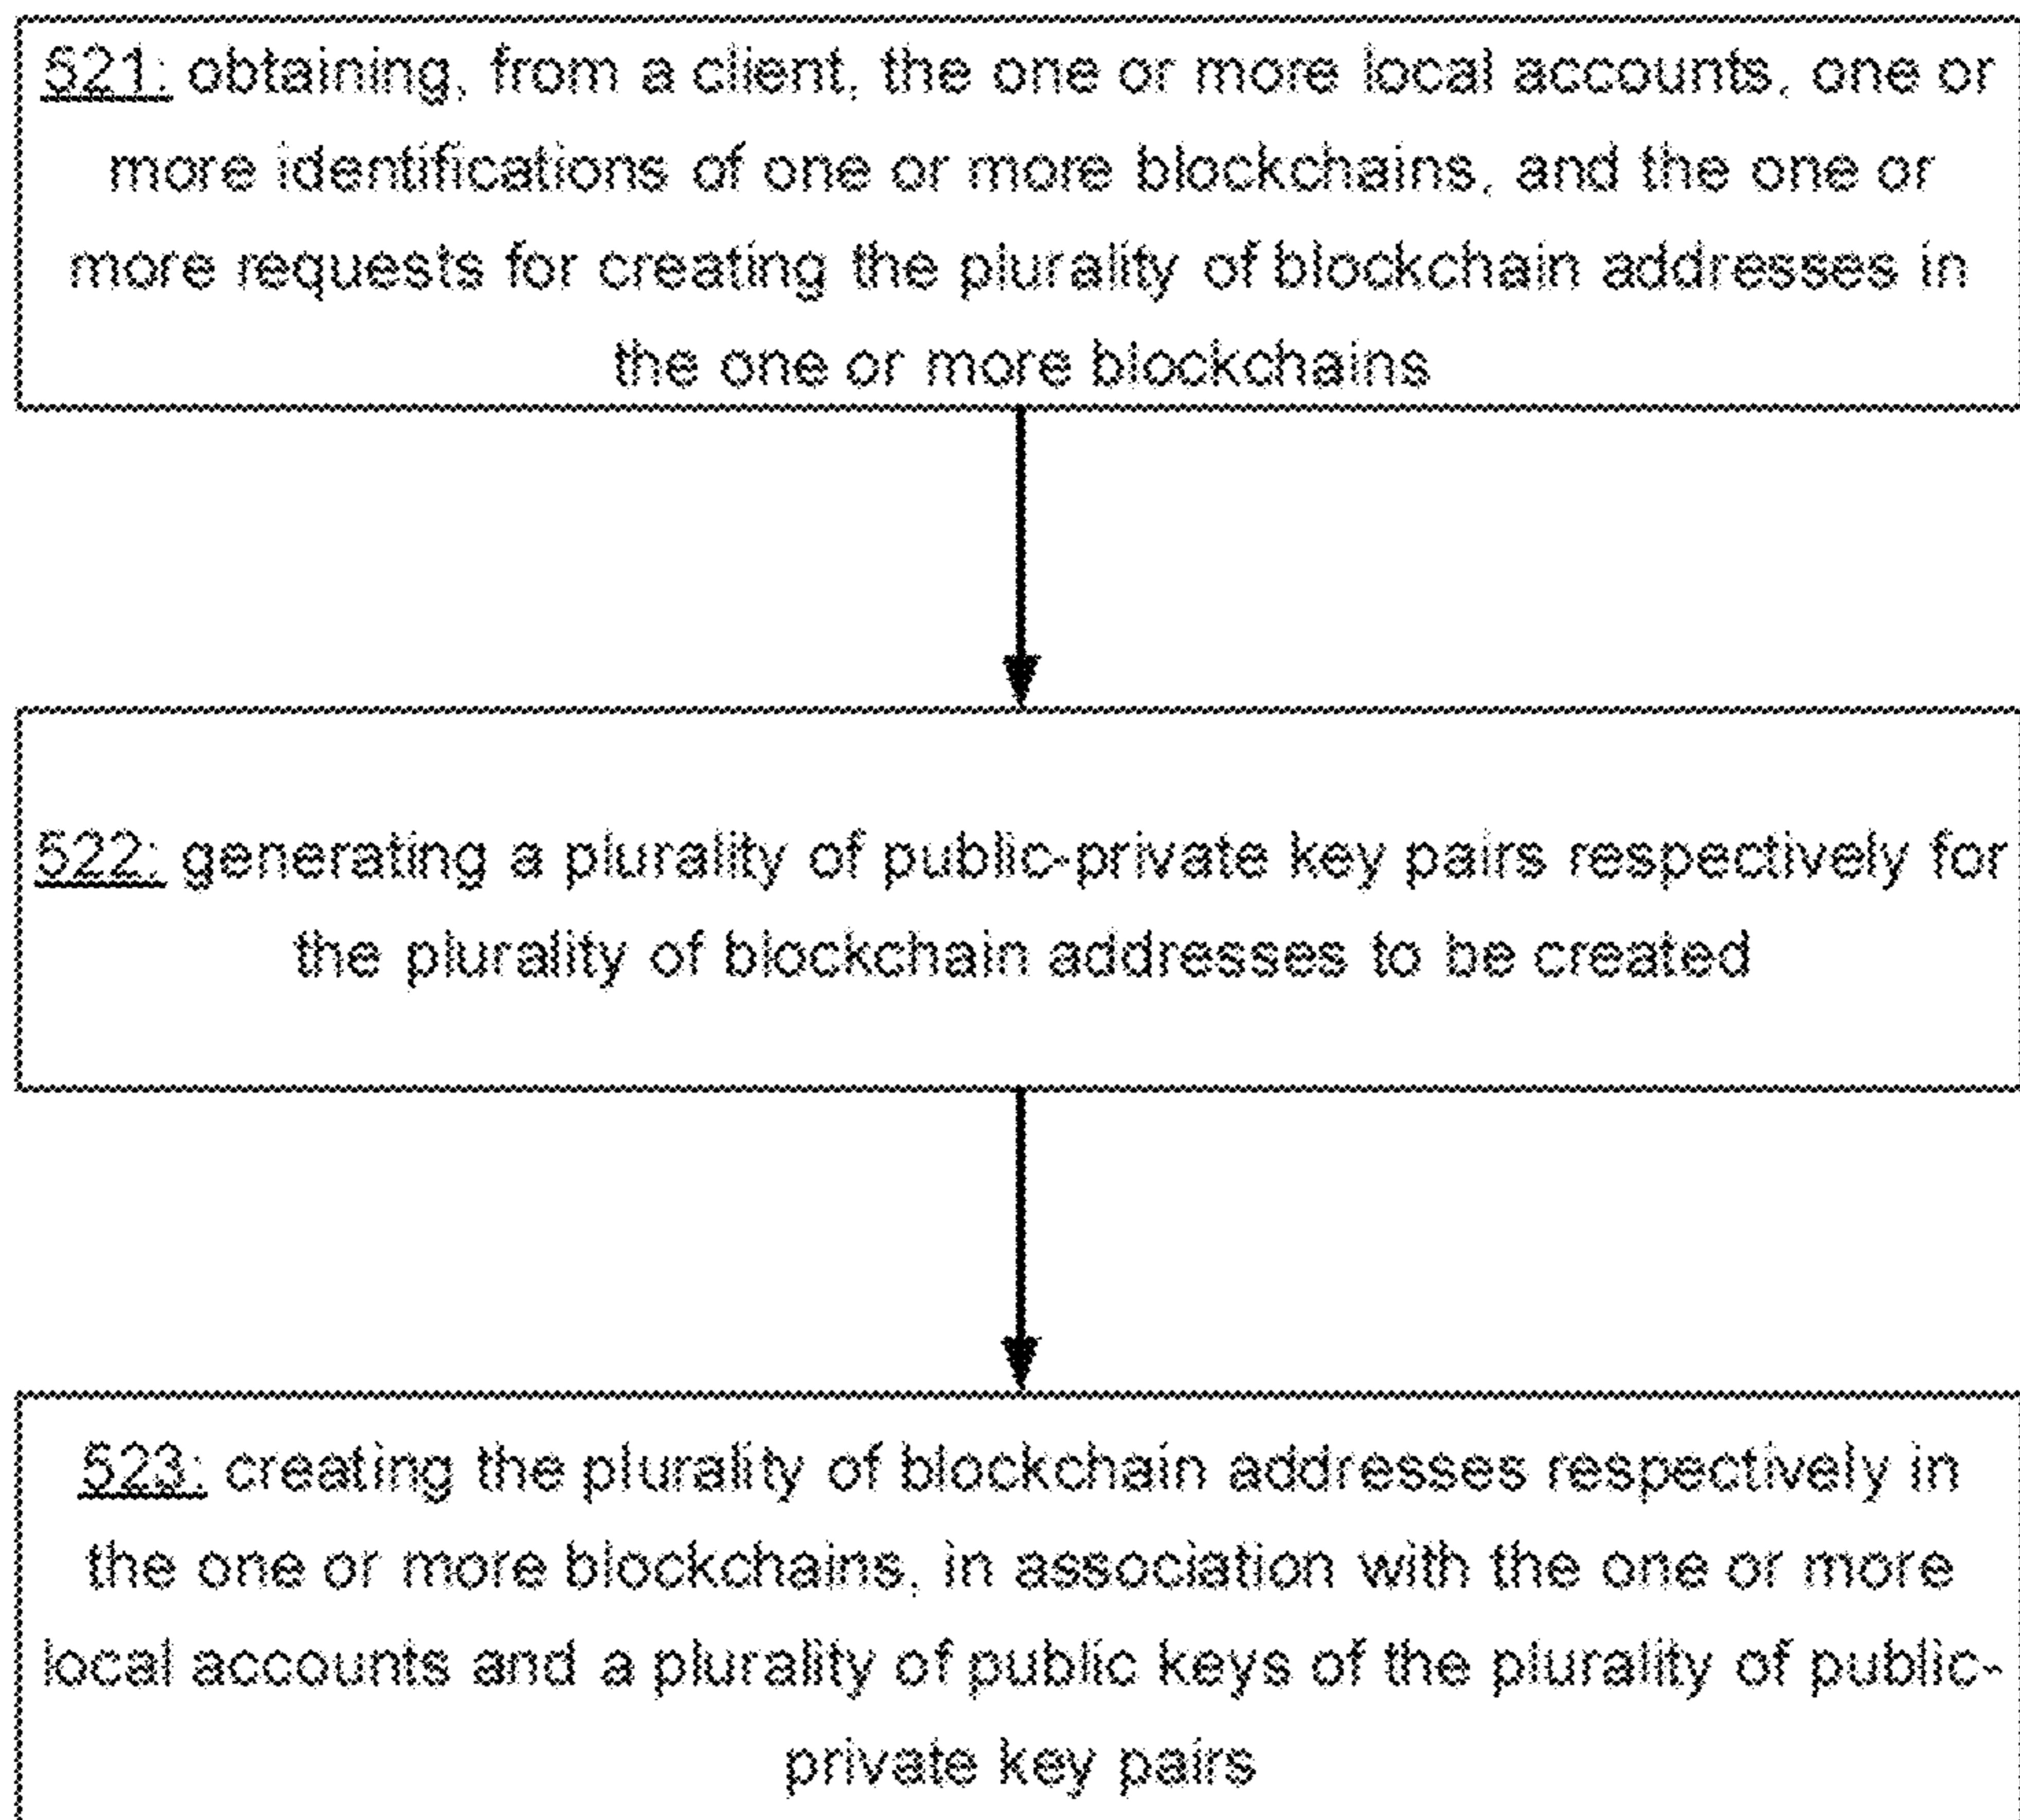 521: obtaining, from a client, the one or more local accounts, one or
more identifications of one or more blockchains, and the one or
more requests for creating the plurality of blockchain addresses in
the one or more blockchains
522: generating a plurality of public-private key pairs respectively for
the plurality of blockchain addresses to be created
523: creating the plurality of blockchain addresses respectively in
the one or more blockchains, in association with the one or more
local accounts and a plurality of public keys of the plurality of public-
private key pairs